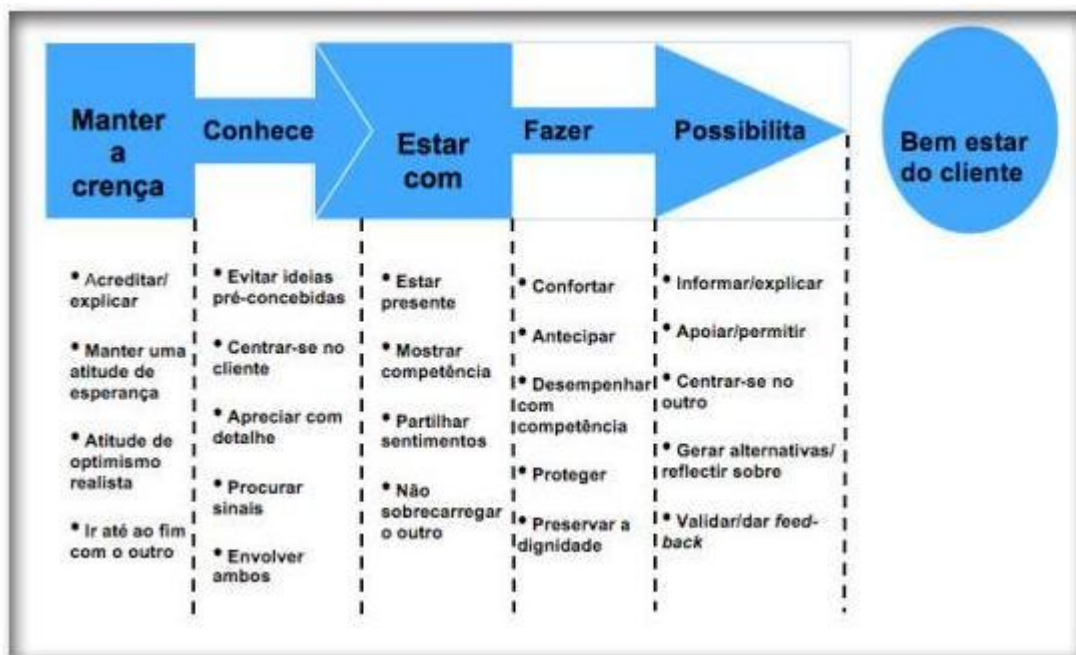 Manter
a
crença
Conhece
Estar
com
Fazer
Possibilita
Bem estar
do cliente
• Acreditar/
explicar
• Manter uma
atitude de
esperança
• Atitude de
optimismo
realista
• Ir até ao fim
com o outro
• Evitar ideias
pré-concebidas
• Centrar-se no
cliente
• Apreciar com
detalhe
• Procurar
sinais
• Envolver
ambos
• Estar
presente
• Mostrar
competência
• Partilhar
sentimentos
• Não
sobrecarregar
o outro
• Confortar
• Antecipar
• Desempenhar
com
competência
• Proteger
• Preservar a
dignidade
• Informar/explicar
• Apoiar/permitir
• Centrar-se no
outro
• Gerar alternativas/
reflectir sobre
• Validar/dar feed-
back